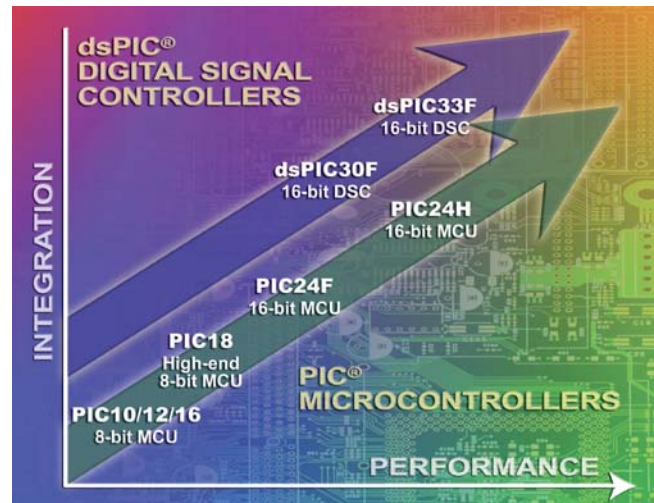 dsPIC®
DIGITAL SIGNAL
CONTROLLERS
dsPIC33F
16-bit DSC
dsPIC30F
16-bit DSC
PIC24H
16-bit MCU
PIC24F
16-bit MCU
PIC18
High-end
8-bit MCU
PIC10/12/16
8-bit MCU
PIC®
MICROCONTROLLERS
INTEGRATION
PERFORMANCE